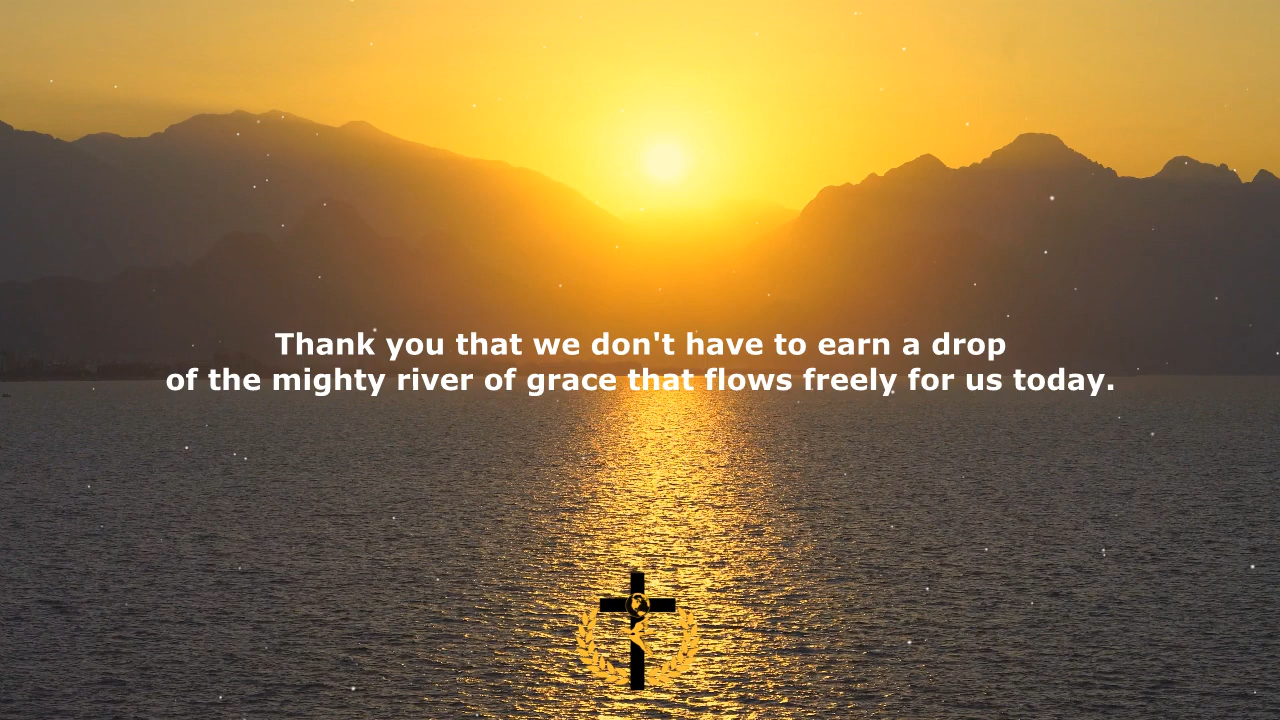 Thank you that we don't have to earn a drop
of the mighty river of grace that flows freely for us today.